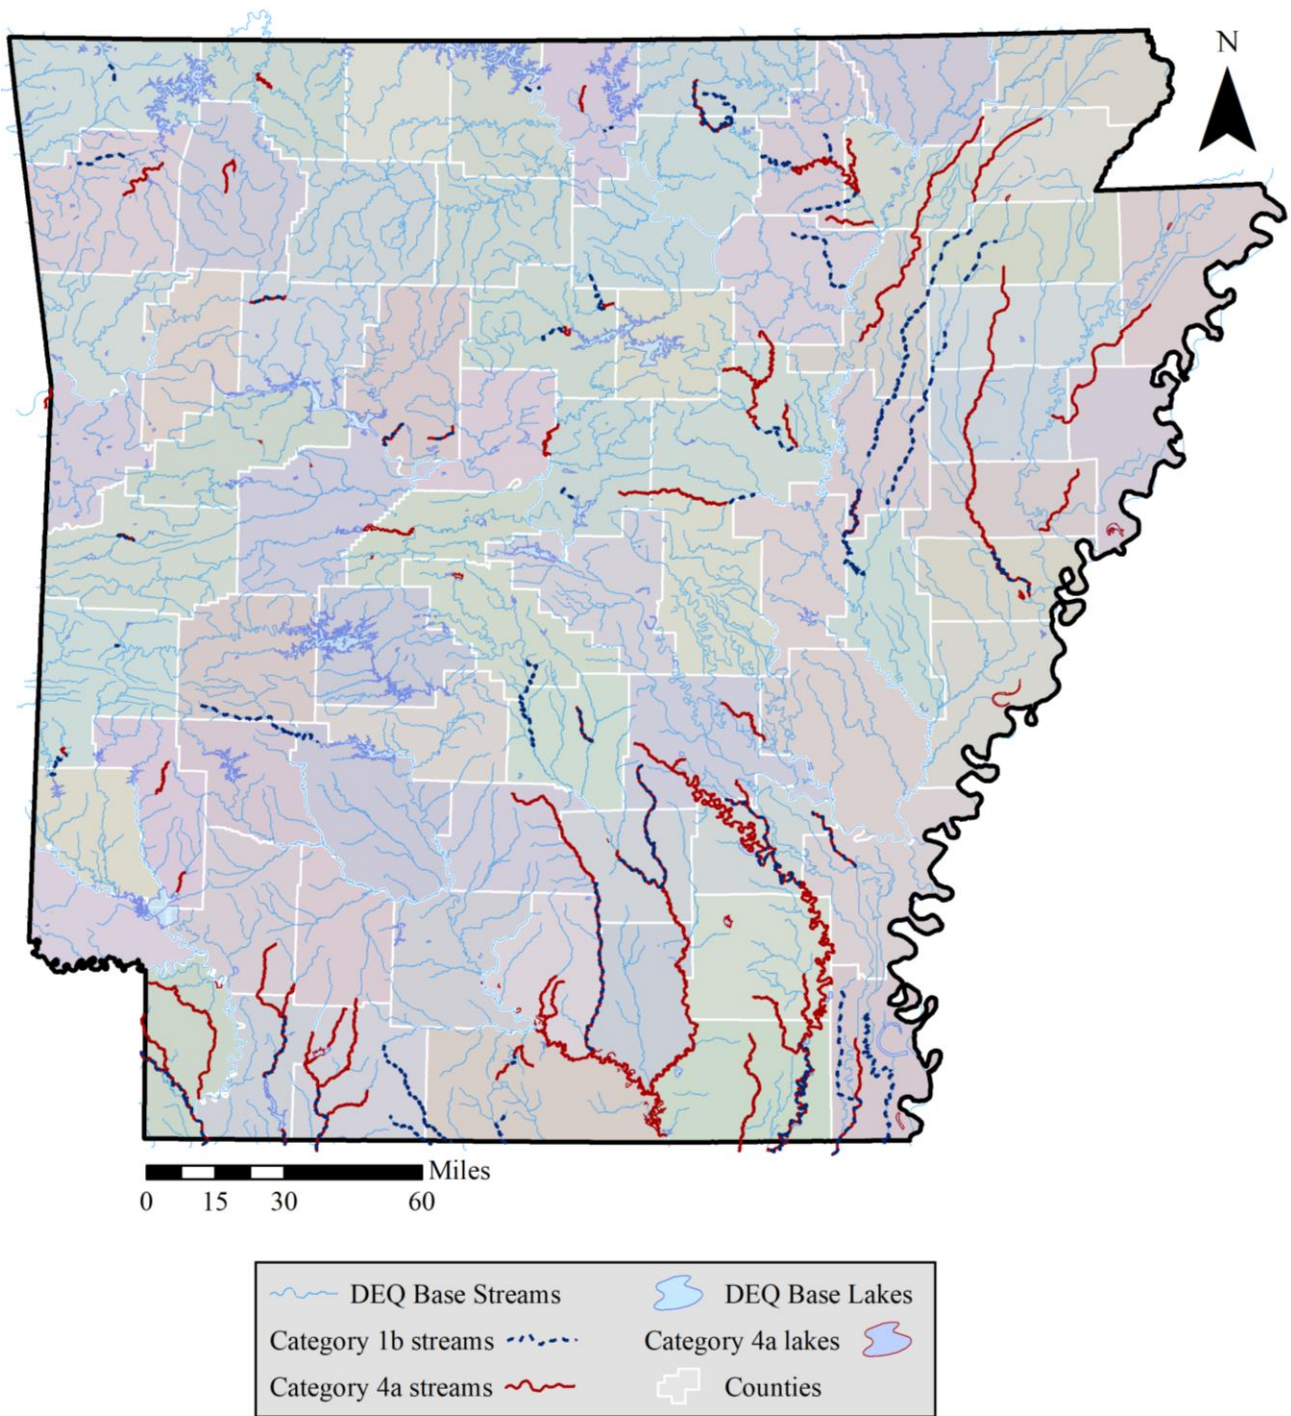 N
Miles
0 15 30 60
DEQ Base Streams DEQ Base Lakes
Category 1b streams Category 4a lakes
Category 4a streams Counties